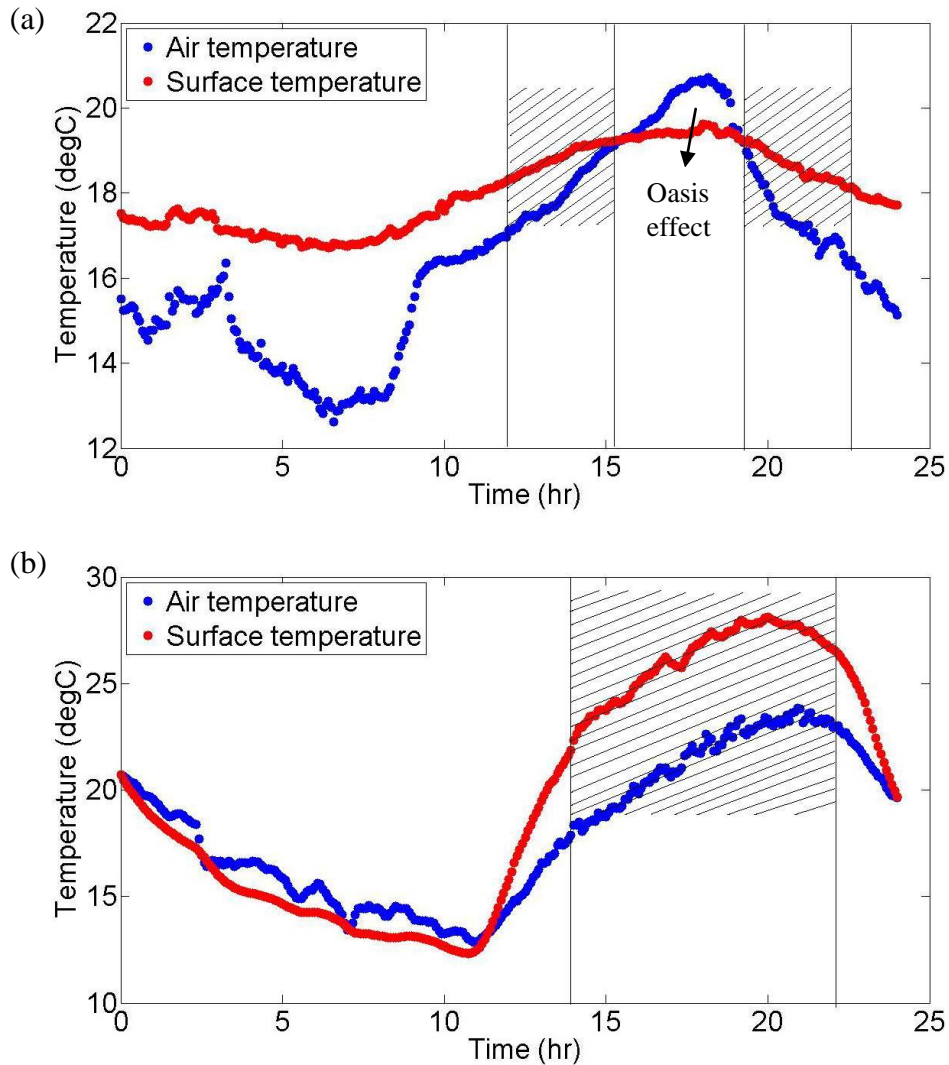 (a)
22
20
18
16
14
12
Temperature (degC)
Air temperature
Surface temperature
Oasis
effect
0 5 10 15 20 25
Time (hr)
(b)
30
25
20
15
10
Temperature (degC)
Air temperature
Surface temperature
0 5 10 15 20 25
Time (hr)